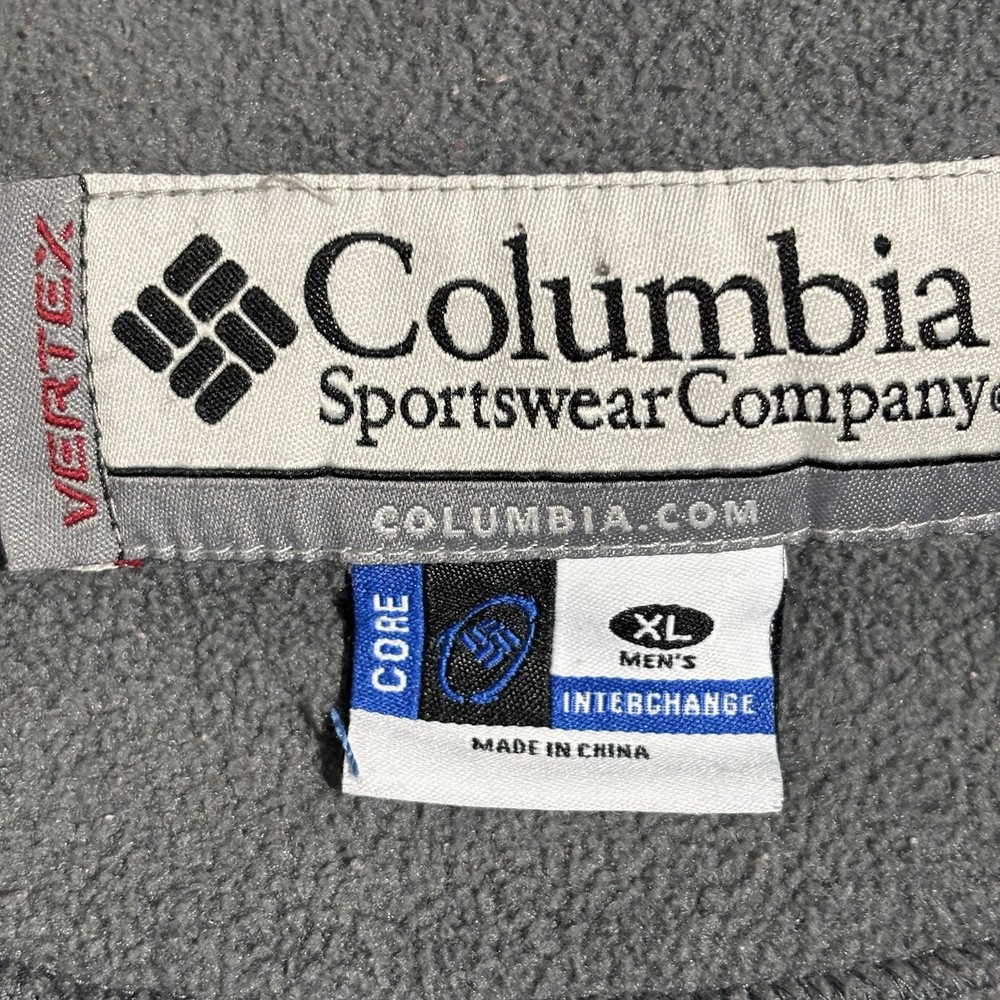 VERTEX
Columbia
Sportswear Company®
COLUMBIA.COM
CORE
XL
MEN'S
INTERCHANGE
MADE IN CHINA